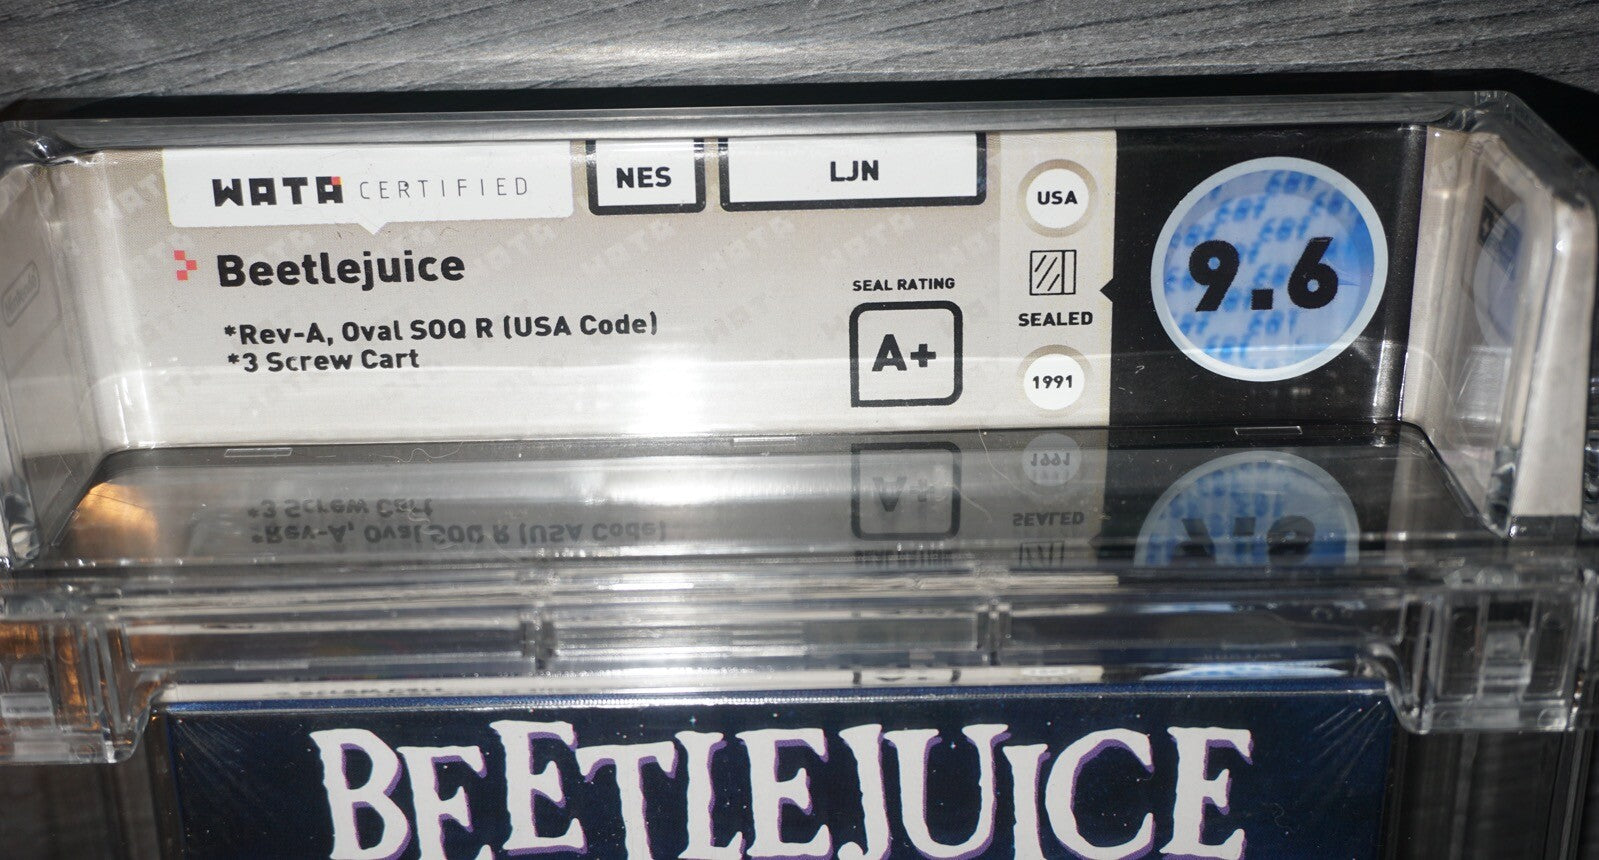 WATA CERTIFIED
NES
LJN
USA
Beetlejuice
SEAL RATING
A+
SEALED
9.6
*Rev-A, Oval SOQ R (USA Code)
*3 Screw Cart
1991
BEETLEJUICE